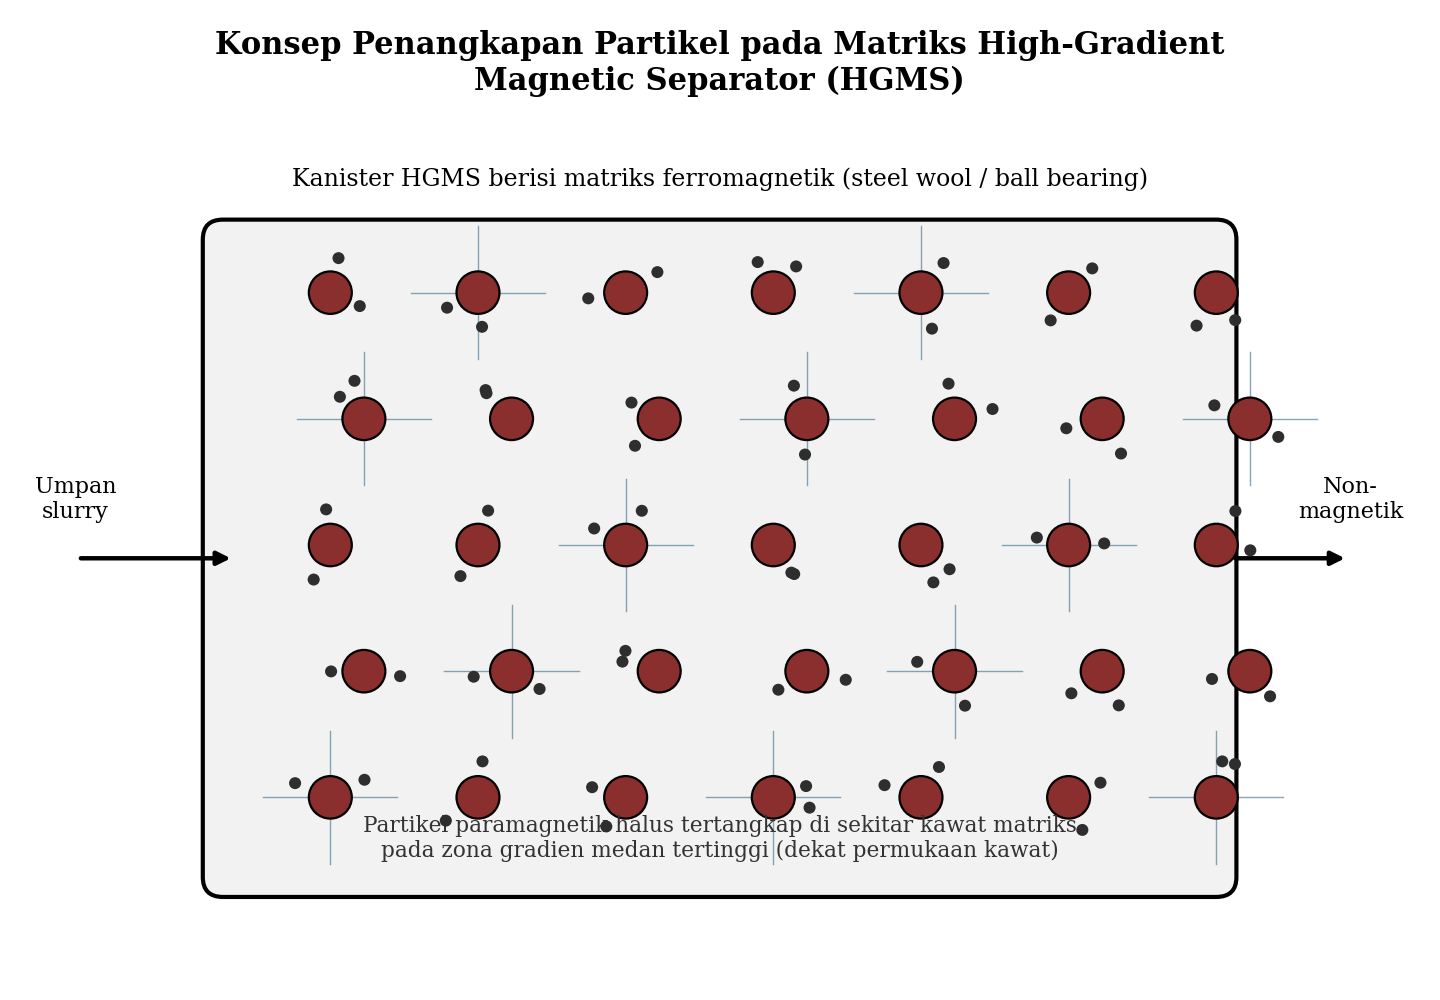 Konsep Penangkapan Partikel pada Matriks High-Gradient
Magnetic Separator (HGMS)
Kanister HGMS berisi matriks ferromagnetik (steel wool / ball bearing)
Umpan
slurry
Non-
magnetik
Partikel paramagnetik halus tertangkap di sekitar kawat matriks
pada zona gradien medan tertinggi (dekat permukaan kawat)